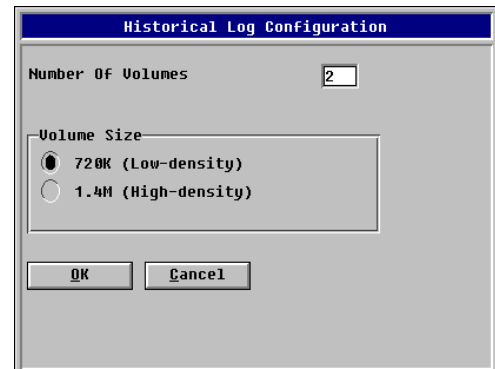 Historical Log Configuration
Number Of Volumes 2
Volume Size
720K (Low-density)
1.4M (High-density)
OK Cancel